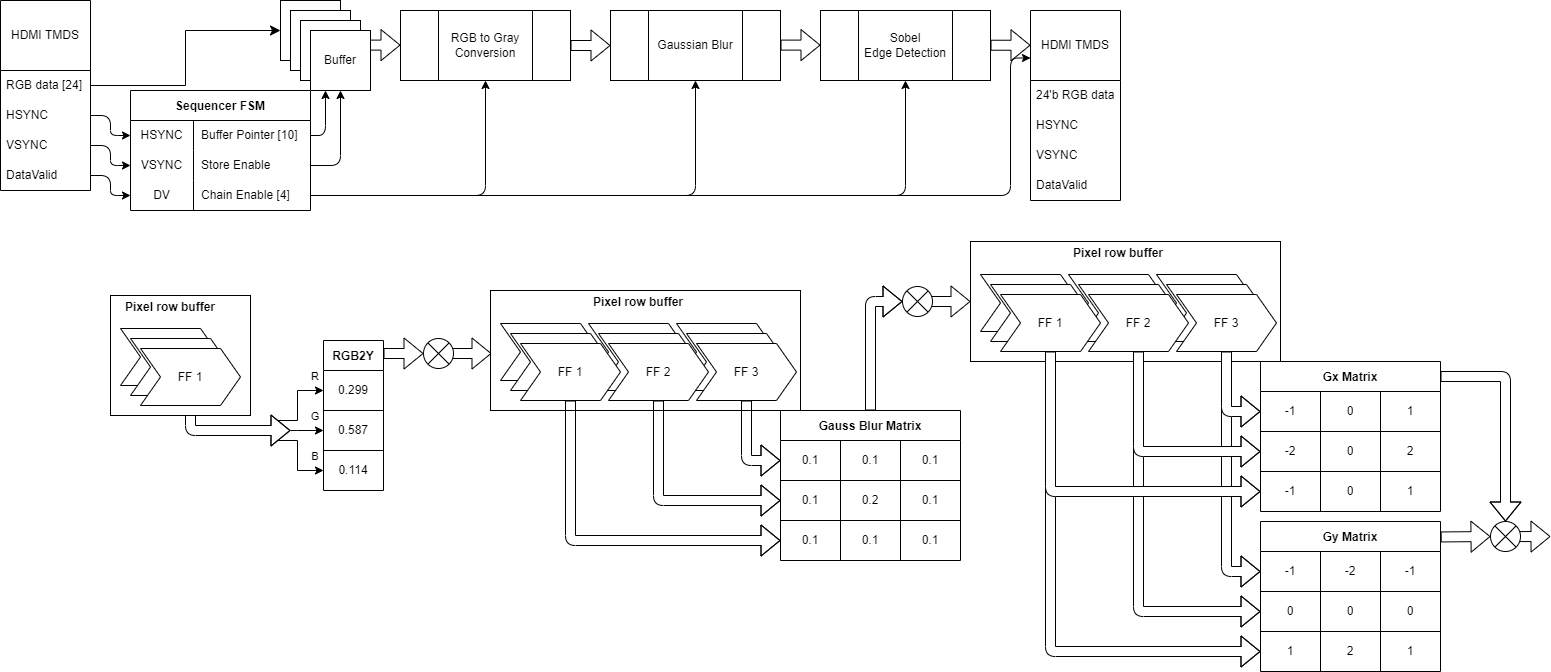 HDMI TMDS
RGB data [24]
HSYNC
VSYNC
DataValid
Sequencer FSM
HSYNC
Buffer Pointer [10]
VSYNC
Store Enable
DV
Chain Enable [4]
Buffer
RGB to Gray
Conversion
Gaussian Blur
Sobel
Edge Detection
HDMI TMDS
24'b RGB data
HSYNC
VSYNC
DataValid
Pixel row buffer
FF 1
R
G
B
RGB2Y
0.299
0.587
0.114
Pixel row buffer
FF 1
FF 2
FF 3
Gauss Blur Matrix
0.1 0.1 0.1
0.1 0.2 0.1
0.1 0.1 0.1
Pixel row buffer
FF 1
FF 2
FF 3
Gx Matrix
-1 0 1
-2 0 2
-1 0 1
Gy Matrix
-1 -2 -1
0 0 0
1 2 1